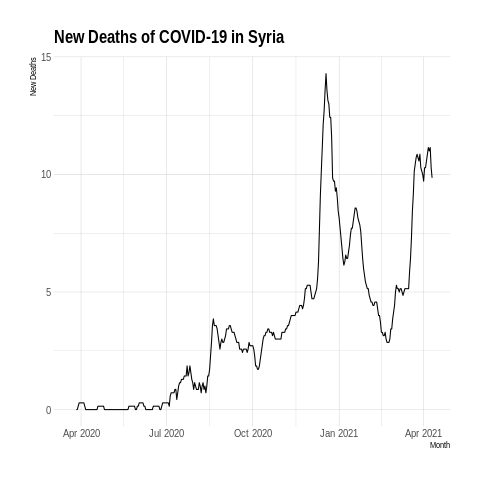 New Deaths of COVID-19 in Syria
New Deaths
15
10
5
0
Apr 2020 Jul 2020 Oct 2020 Jan 2021 Apr 2021
Month